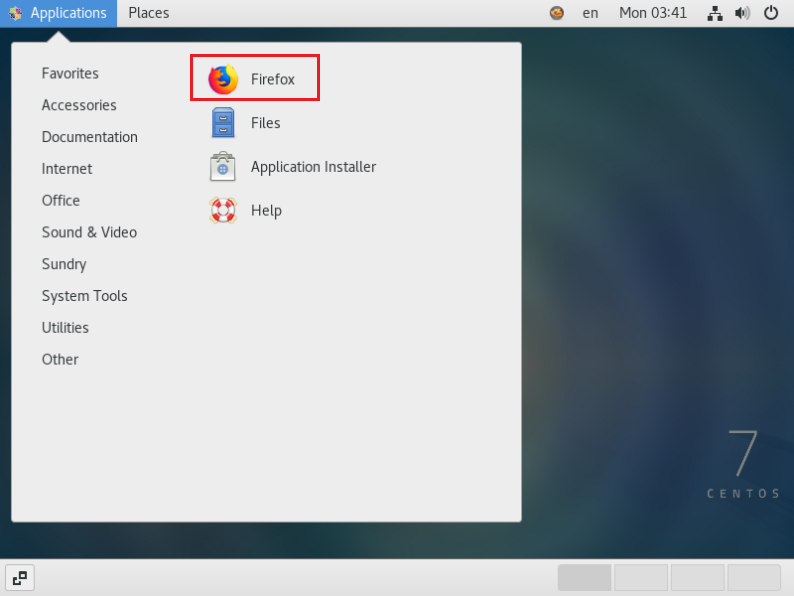 Applications Places en Mon 03:41
Favorites
Accessories
Documentation
Internet
Office
Sound & Video
Sundry
System Tools
Utilities
Other
Firefox
Files
Application Installer
Help
7
CENTOS